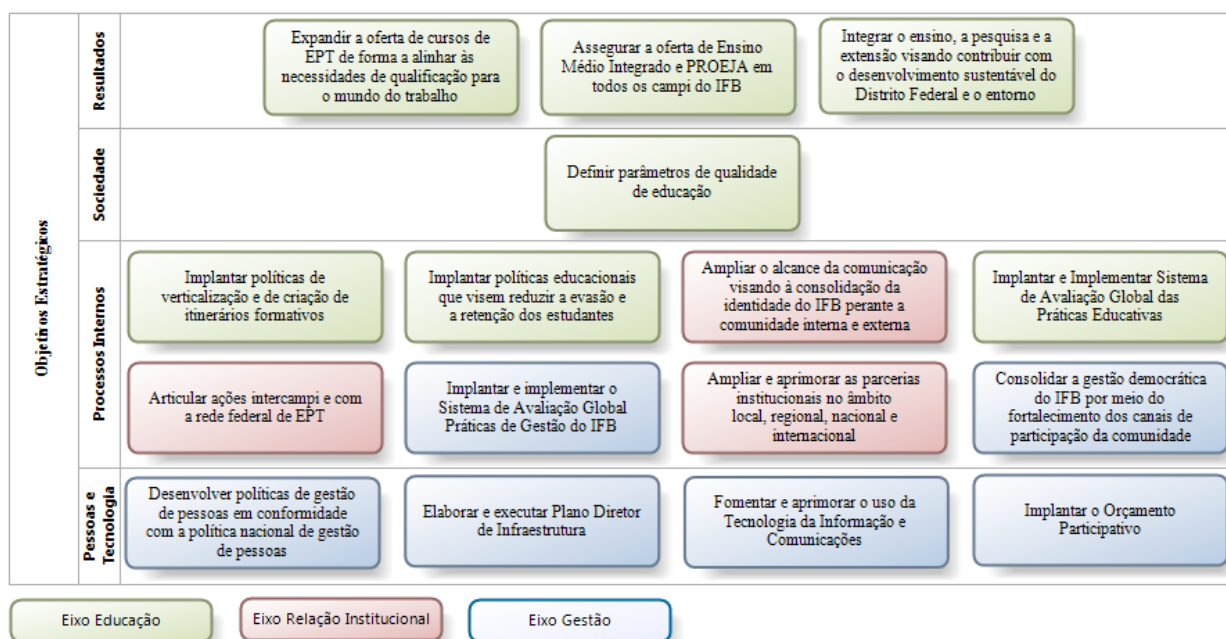 Objetivos Estratégicos
Resultados
Expandir a oferta de cursos de
EPT de forma a alinhar às
necessidades de qualificação para
o mundo do trabalho
Assegurar a oferta de Ensino
Médio Integrado e PROEJA em
todos os campi do IFB
Integrar o ensino, a pesquisa e a
extensão visando contribuir com
o desenvolvimento sustentável do
Distrito Federal e o entorno
Sociedade
Definir parâmetros de qualidade
de educação
Processos Internos
Implantar políticas de
verticalização e de criação de
itinerários formativos
Implantar políticas educacionais
que visem reduzir a evasão e
a retenção dos estudantes
Ampliar o alcance da comunicação
visando à consolidação da
identidade do IFB perante a
comunidade interna e externa
Implantar e Implementar Sistema
de Avaliação Global das
Práticas Educativas
Articular ações intercampi e com
a rede federal de EPT
Implantar e implementar o
Sistema de Avaliação Global
Práticas de Gestão do IFB
Ampliar e aprimorar as parcerias
institucionais no âmbito
local, regional, nacional e
internacional
Consolidar a gestão democrática
do IFB por meio do
fortalecimento dos canais de
participação da comunidade
Pessoas e
Tecnologia
Desenvolver políticas de gestão
de pessoas em conformidade
com a política nacional de gestão
de pessoas
Elaborar e executar Plano Diretor
de Infraestrutura
Fomentar e aprimorar o uso da
Tecnologia da Informação e
Comunicações
Implantar o Orçamento
Participativo
Eixo Educação
Eixo Relação Institucional
Eixo Gestão